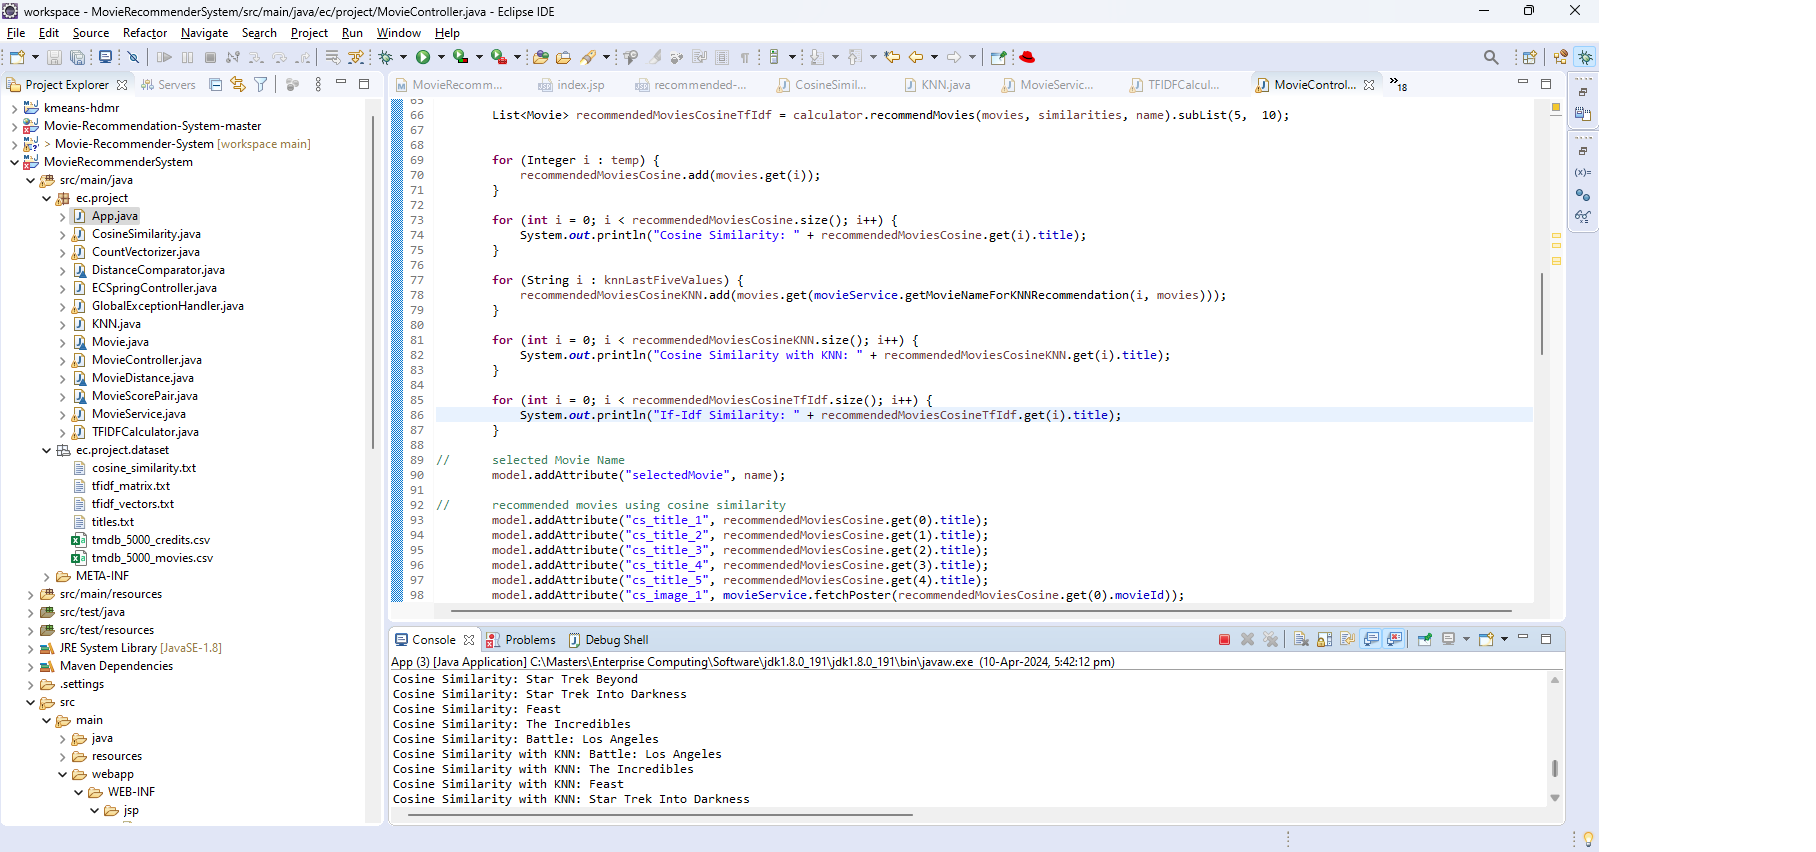 workspace - MovieRecommenderSystem/src/main/java/ec/project/MovieController.java - Eclipse IDE
File Edit Source Refactor Navigate Search Project Run Window Help
Project Explorer Servers
MovieRecomm... index.jsp recommended-... CosineSimil... KNN.java MovieServic... TFIDFCalcul... MovieControl... »18
kmeans-hdmr
Movie-Recommendation-System-master
> Movie-Recommender-System [workspace main]
MovieRecommenderSystem
src/main/java
ec.project
App.java
CosineSimilarity.java
CountVectorizer.java
DistanceComparator.java
ECSpringController.java
GlobalExceptionHandler.java
KNN.java
Movie.java
MovieController.java
MovieDistance.java
MovieScorePair.java
MovieService.java
TFIDFCalculator.java
ec.project.dataset
cosine_similarity.txt
tfidf_matrix.txt
tfidf_vectors.txt
titles.txt
tmdb_5000_credits.csv
tmdb_5000_movies.csv
META-INF
src/main/resources
src/test/java
src/test/resources
JRE System Library [JavaSE-1.8]
Maven Dependencies
.settings
src
main
java
resources
webapp
WEB-INF
jsp
65
66 List<Movie> recommendedMoviesCosineTfIdf = calculator.recommendMovies(movies, similarities, name).subList(5, 10);
67
68
69 for (Integer i : temp) {
70 recommendedMoviesCosine.add(movies.get(i));
71 }
72
73 for (int i = 0; i < recommendedMoviesCosine.size(); i++) {
74 System.out.println("Cosine Similarity: " + recommendedMoviesCosine.get(i).title);
75 }
76
77 for (String i : knnLastFiveValues) {
78 recommendedMoviesCosineKNN.add(movies.get(movieService.getMovieNameForKNNRecommendation(i, movies)));
79 }
80
81 for (int i = 0; i < recommendedMoviesCosineKNN.size(); i++) {
82 System.out.println("Cosine Similarity with KNN: " + recommendedMoviesCosineKNN.get(i).title);
83 }
84
85 for (int i = 0; i < recommendedMoviesCosineTfIdf.size(); i++) {
86 System.out.println("If-Idf Similarity: " + recommendedMoviesCosineTfIdf.get(i).title);
87 }
88
89 // selected Movie Name
90 model.addAttribute("selectedMovie", name);
91
92 // recommended movies using cosine similarity
93 model.addAttribute("cs_title_1", recommendedMoviesCosine.get(0).title);
94 model.addAttribute("cs_title_2", recommendedMoviesCosine.get(1).title);
95 model.addAttribute("cs_title_3", recommendedMoviesCosine.get(2).title);
96 model.addAttribute("cs_title_4", recommendedMoviesCosine.get(3).title);
97 model.addAttribute("cs_title_5", recommendedMoviesCosine.get(4).title);
98 model.addAttribute("cs_image_1", movieService.fetchPoster(recommendedMoviesCosine.get(0).movieId));
(x)=
Console Problems Debug Shell
App (3) [Java Application] C:\Masters\Enterprise Computing\Software\jdk1.8.0_191\jdk1.8.0_191\bin\javaw.exe (10-Apr-2024, 5:42:12 pm)
Cosine Similarity: Star Trek Beyond
Cosine Similarity: Star Trek Into Darkness
Cosine Similarity: Feast
Cosine Similarity: The Incredibles
Cosine Similarity: Battle: Los Angeles
Cosine Similarity with KNN: Battle: Los Angeles
Cosine Similarity with KNN: The Incredibles
Cosine Similarity with KNN: Feast
Cosine Similarity with KNN: Star Trek Into Darkness